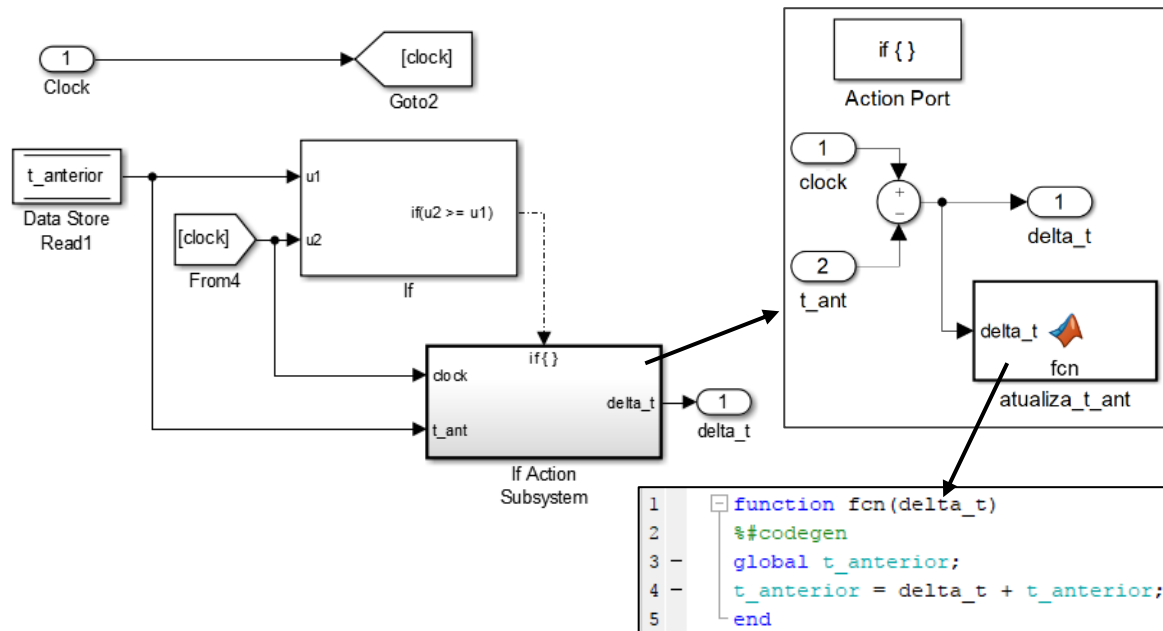 1
Clock
[clock]
Goto2
t_anterior
Data Store
Read1
[clock]
From4
u1
u2
if(u2 >= u1)
If
if { }
clock
t_ant
delta_t
If Action
Subsystem
1
delta_t
if { }
Action Port
1
clock
2
t_ant
+
−
1
delta_t
delta_t
fcn
atualiza_t_ant
1 function fcn(delta_t)
2 %#codegen
3 − global t_anterior;
4 − t_anterior = delta_t + t_anterior;
5 end